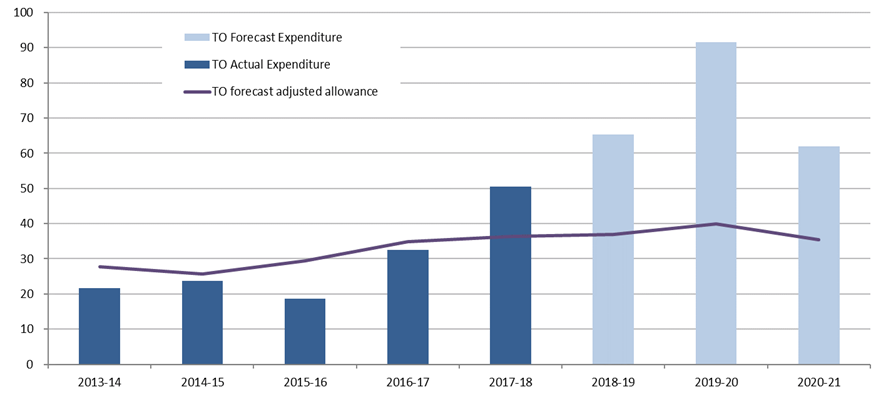 100
90
80
70
60
50
40
30
20
10
0
TO Forecast Expenditure
TO Actual Expenditure
TO forecast adjusted allowance
2013-14 2014-15 2015-16 2016-17 2017-18 2018-19 2019-20 2020-21